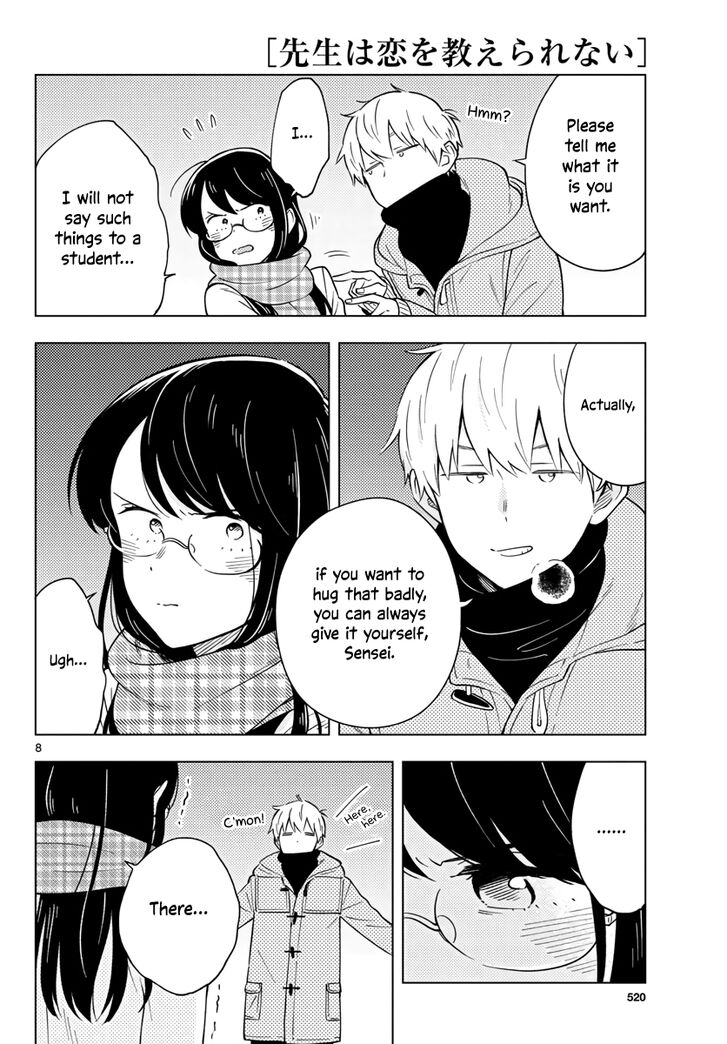 [先生は恋を教えられない]
Please
tell me
what it
is you
want.
Hmm?
I...
I will not
say such
things to a
student...
Actually,
if you want to
hug that badly,
you can always
give it yourself,
Sensei.
Ugh...
8
......
Here,
here.
C'mon!
There...
520